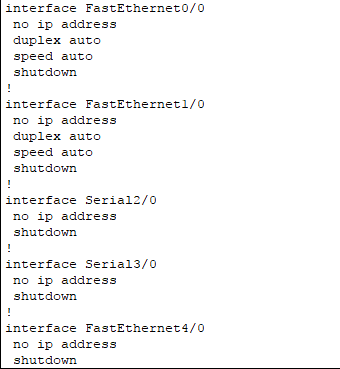 interface FastEthernet0/0
 no ip address
 duplex auto
 speed auto
 shutdown
!
interface FastEthernet1/0
 no ip address
 duplex auto
 speed auto
 shutdown
!
interface Serial2/0
 no ip address
 shutdown
!
interface Serial3/0
 no ip address
 shutdown
!
interface FastEthernet4/0
 no ip address
 shutdown